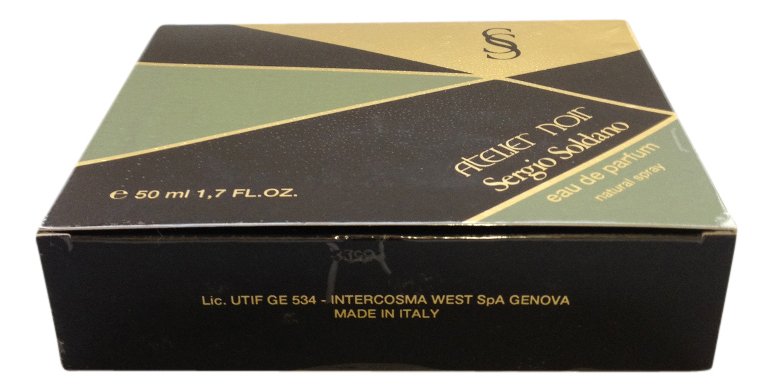 SS
ATELIER NOIR
Sergio Soldano
eau de parfum
natural spray
e 50 ml 1,7 FL.OZ.
Lic. UTIF GE 534 - INTERCOSMA WEST SpA GENOVA
MADE IN ITALY